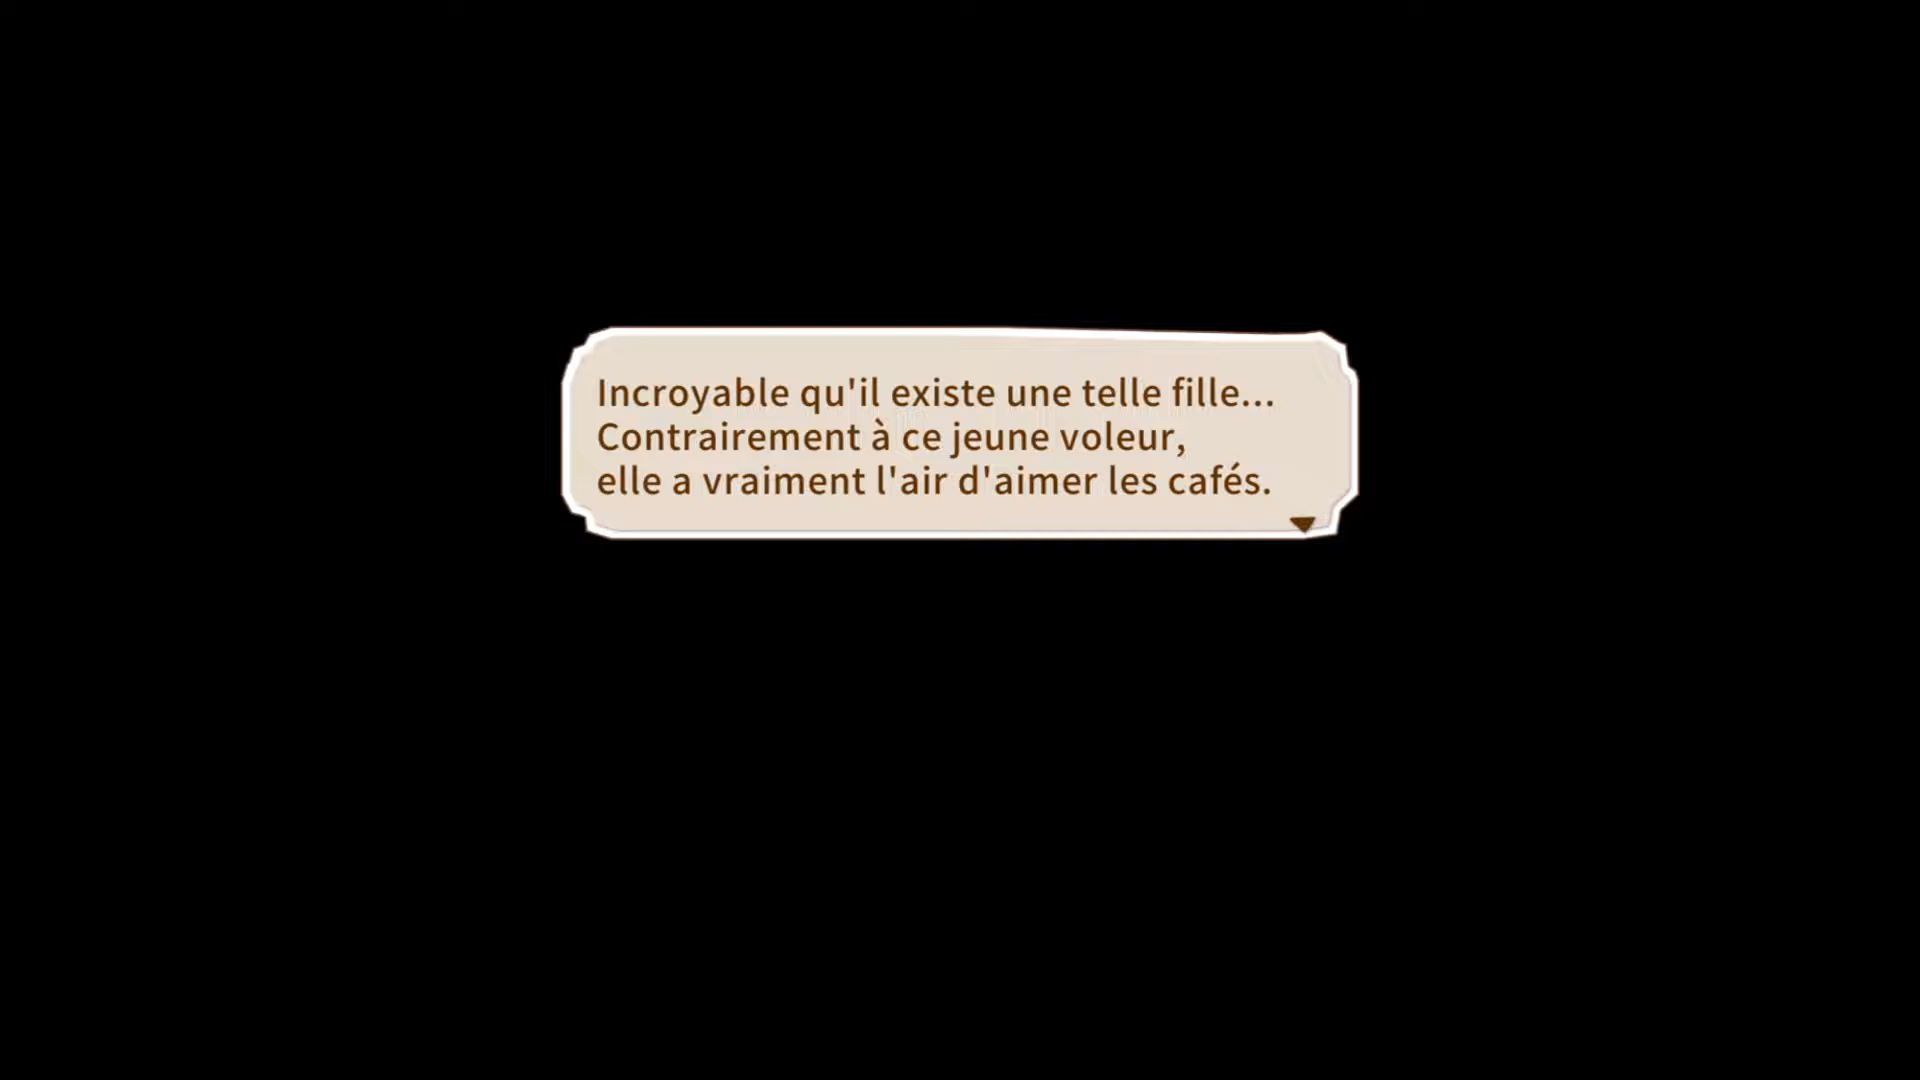 Incroyable qu'il existe une telle fille...
Contrairement à ce jeune voleur,
elle a vraiment l'air d'aimer les cafés.